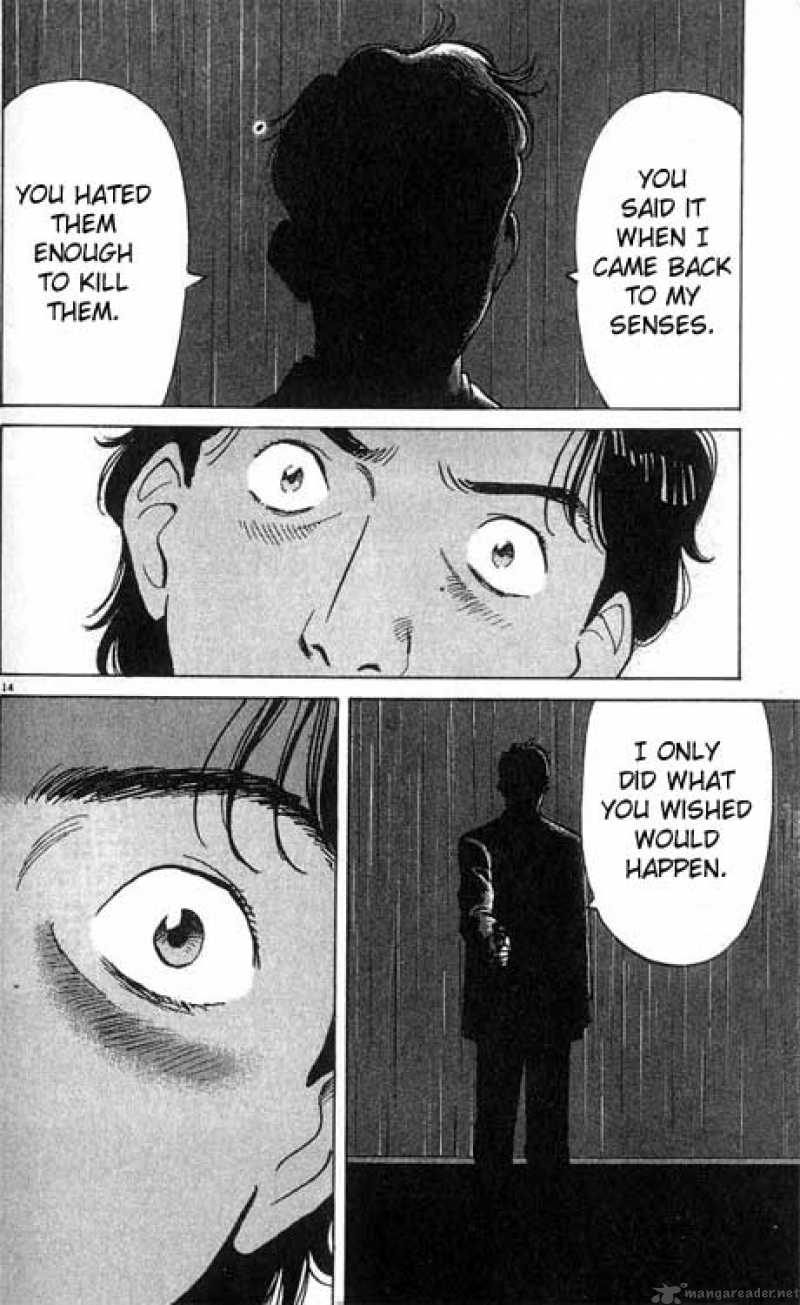 YOU
SAID IT
WHEN I
CAME BACK
TO MY
SENSES.
YOU HATED
THEM
ENOUGH
TO KILL
THEM.
14
I ONLY
DID WHAT
YOU WISHED
WOULD
HAPPEN.
mangareader.net